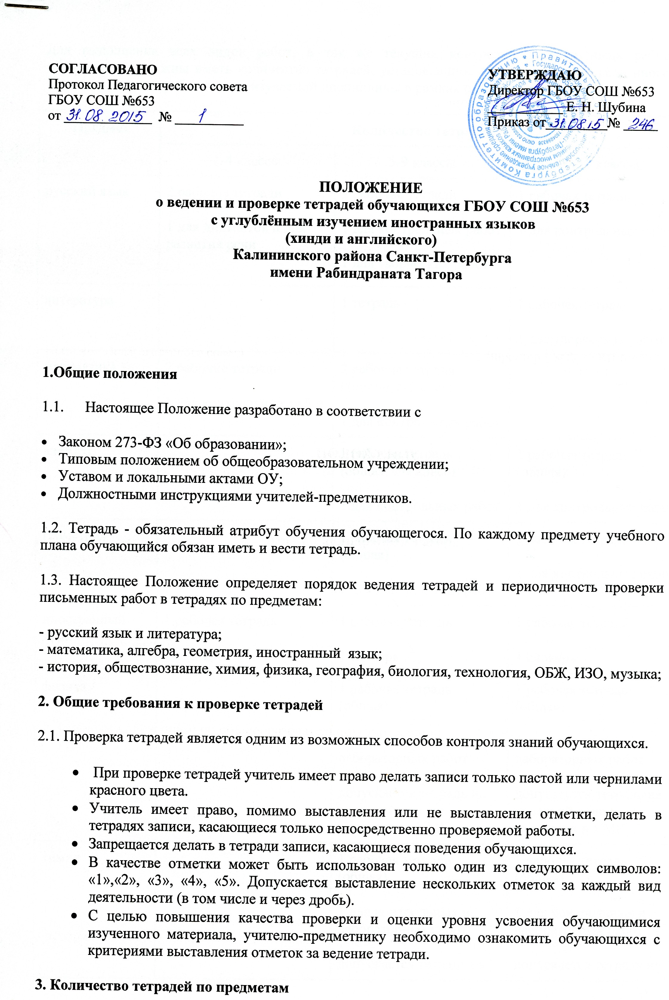 СОГЛАСОВАНО
Протокол Педагогического совета
ГБОУ СОШ №653
от 31.08.2015 № 1
УТВЕРЖДАЮ
Директор ГБОУ СОШ №653
Е. Н. Шубина
Приказ от 31.08.15 № 246
ПОЛОЖЕНИЕ
о ведении и проверке тетрадей обучающихся ГБОУ СОШ №653
с углублённым изучением иностранных языков
(хинди и английского)
Калининского района Санкт-Петербурга
имени Рабиндраната Тагора
1.Общие положения
1.1. Настоящее Положение разработано в соответствии с
• Законом 273-ФЗ «Об образовании»;
• Типовым положением об общеобразовательном учреждении;
• Уставом и локальными актами ОУ;
• Должностными инструкциями учителей-предметников.
1.2. Тетрадь - обязательный атрибут обучения обучающегося. По каждому предмету учебного
плана обучающийся обязан иметь и вести тетрадь.
1.3. Настоящее Положение определяет порядок ведения тетрадей и периодичность проверки
письменных работ в тетрадях по предметам:
- русский язык и литература;
- математика, алгебра, геометрия, иностранный язык;
- история, обществознание, химия, физика, география, биология, технология, ОБЖ, ИЗО, музыка;
2. Общие требования к проверке тетрадей
2.1. Проверка тетрадей является одним из возможных способов контроля знаний обучающихся.
• При проверке тетрадей учитель имеет право делать записи только пастой или чернилами
красного цвета.
• Учитель имеет право, помимо выставления или не выставления отметки, делать в
тетрадях записи, касающиеся только непосредственно проверяемой работы.
• Запрещается делать в тетради записи, касающиеся поведения обучающихся.
• В качестве отметки может быть использован только один из следующих символов:
«1»,«2», «3», «4», «5». Допускается выставление нескольких отметок за каждый вид
деятельности (в том числе и через дробь).
• С целью повышения качества проверки и оценки уровня усвоения обучающимися
изученного материала, учителю-предметнику необходимо ознакомить обучающихся с
критериями выставления отметок за ведение тетради.
3. Количество тетрадей по предметам